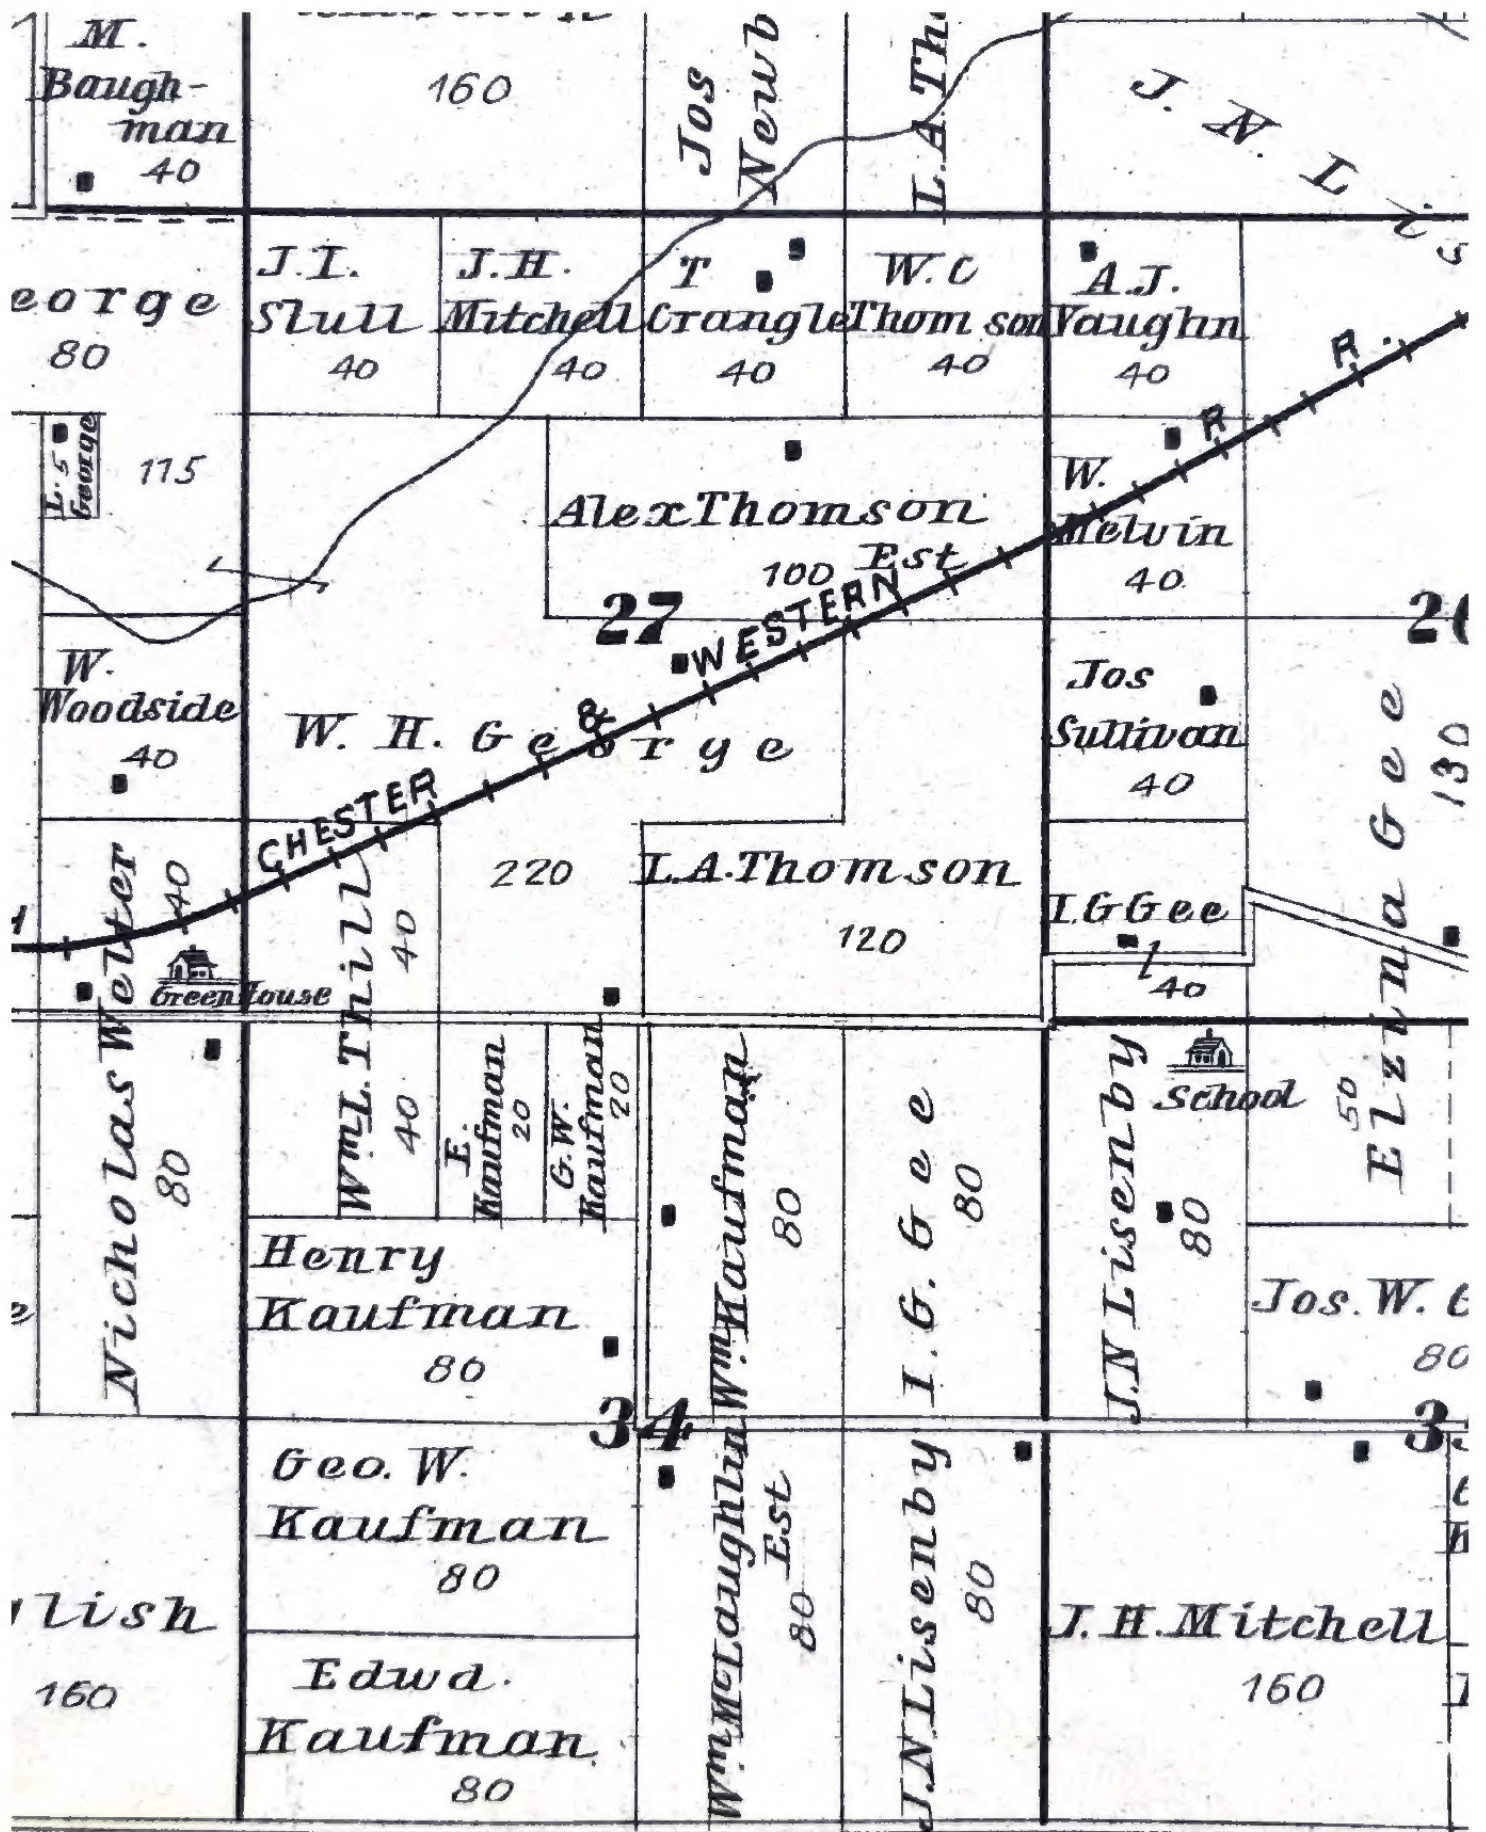 M.
Baugh-
man
40
160
Jos
Newb
L.A.Th
J. N. L
eorge
80
J.I.
Slull
40
J.H.
Mitchell
40
T
Crangle
40
W. C
Thomson
40
A.J.
Vaughn
40
L. S
George
115
Alex Thomson
Est
100
W.
Melvin
40
27
CHESTER & WESTERN R R.
W.
Woodside
40
W. H. George
220
Jos
Sullivan
40
Elzina Gee
130
50
L.A. Thomson
120
I.G Gee
40
40
Green House
Nicholas Welter
80
Wm L. Thill
40
40
E.
Kaufman
20
G.W.
Kaufman
20
Wm. Kaufman
80
I. G. Gee
80
J.N Lisenby
80
School
Henry
Kaufman
80
Jos. W.
80
34
Geo. W.
Kaufman
80
Wm McLaughlin
Est
80
J.N Lisenby
80
J. H. Mitchell
160
lish
160
Edwd.
Kaufman
80